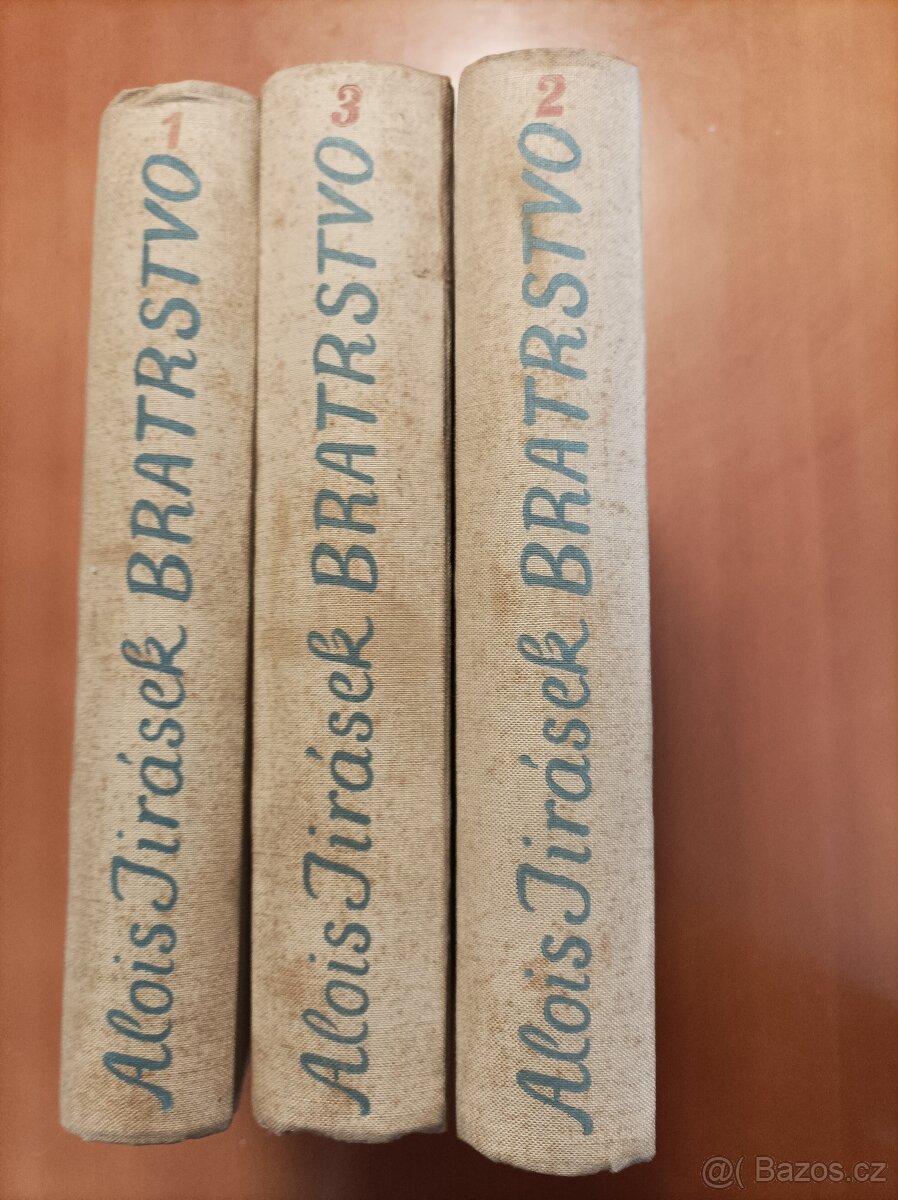 Alois Jirásek BRATRSTVO 1
Alois Jirásek BRATRSTVO 3
Alois Jirásek BRATRSTVO 2
@( Bazos.cz